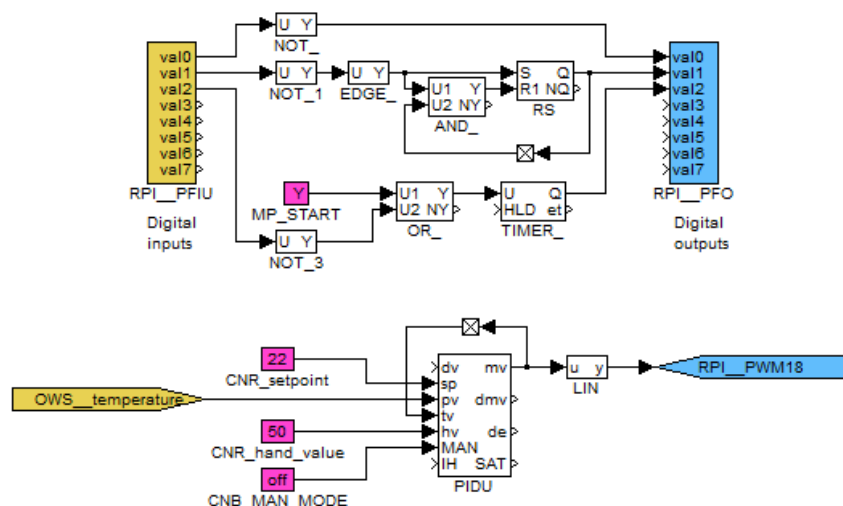 U Y
NOT_
val0
val1
val2
val3
val4
val5
val6
val7
RPI__PFIU
Digital
inputs
U Y
NOT_1
U Y
EDGE_
U1 Y
U2 NY
AND_
S Q
R1 NQ
RS
val0
val1
val2
val3
val4
val5
val6
val7
RPI__PFO
Digital
outputs
Y
MP_START
U Y
NOT_3
U1 Y
U2 NY
OR_
U Q
HLD et
TIMER_
22
CNR_setpoint
OWS__temperature
50
CNR_hand_value
off
CNB_MAN_MODE
dv mv
sp
pv dmv
tv
hv de
MAN
IH SAT
PIDU
u y
LIN
RPI__PWM18